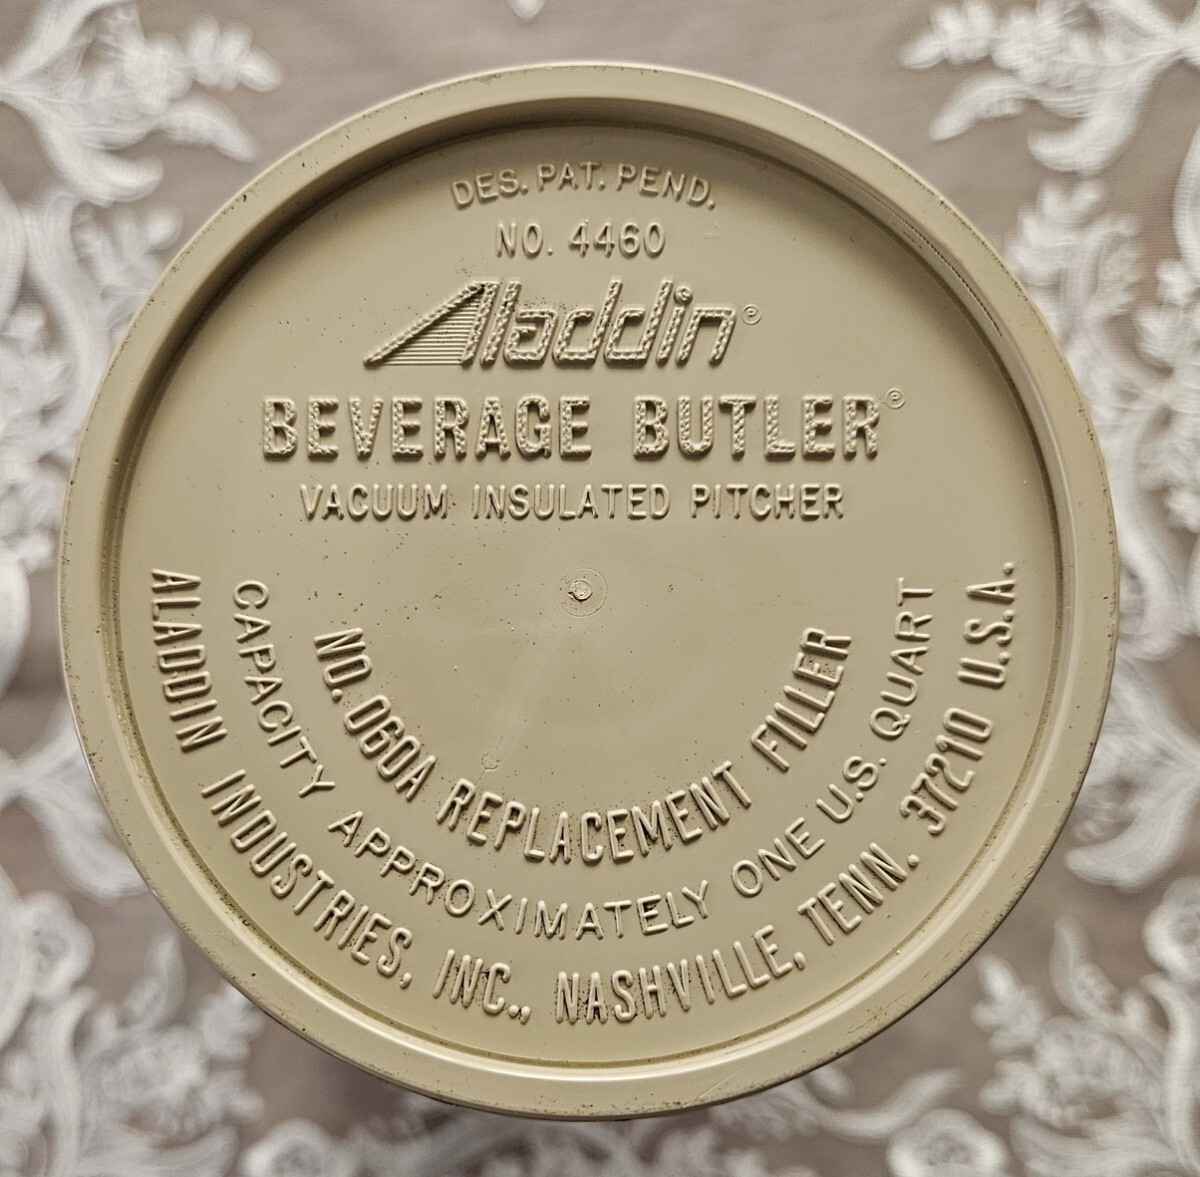 DES. PAT. PEND.
NO. 4460
Aladdin®
BEVERAGE BUTLER®
VACUUM INSULATED PITCHER
NO. 060A REPLACEMENT FILLER
CAPACITY APPROXIMATELY ONE U.S. QUART
ALADDIN INDUSTRIES, INC., NASHVILLE, TENN. 37210 U.S.A.